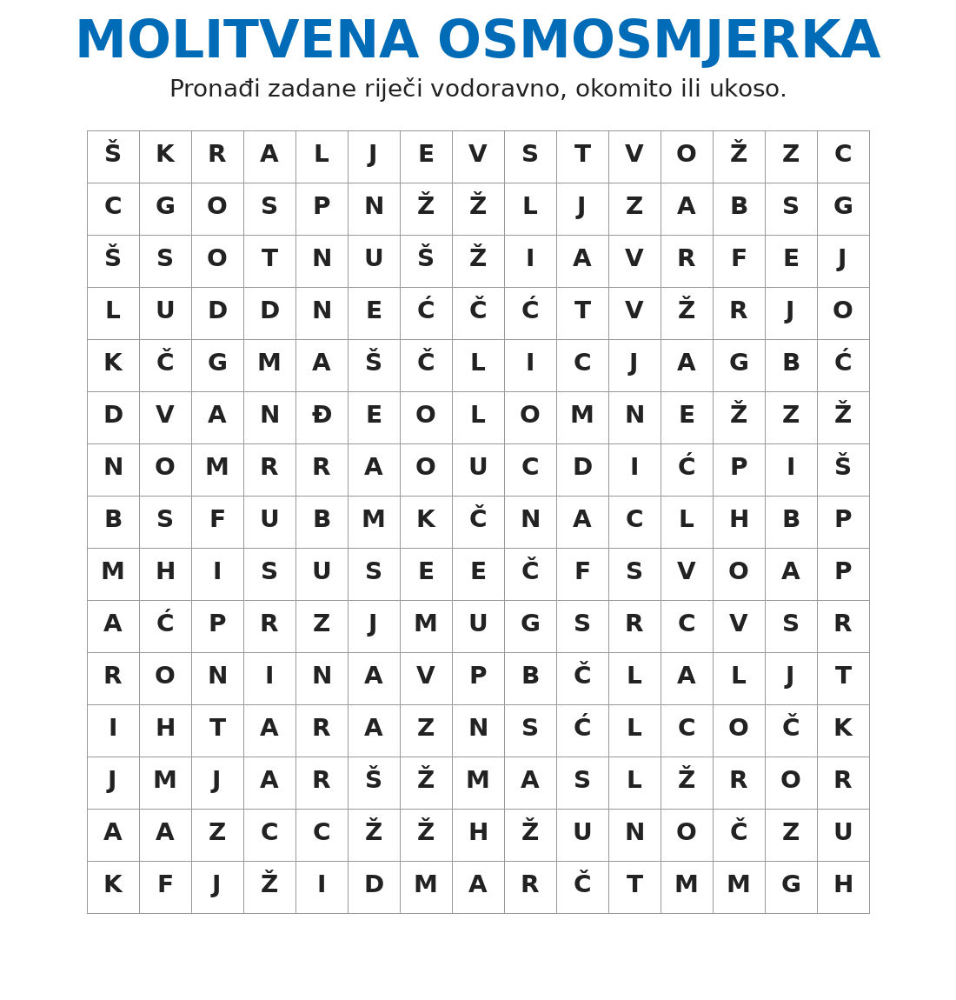 MOLITVENA OSMOSMJERKA
Pronađi zadane riječi vodoravno, okomito ili ukoso.
Š K R A L J E V S T V O Ž Z C
C G O S P N Ž Ž L J Z A B S G
Š S O T N U Š Ž I A V R F E J
L U D D N E Ć Č Ć T V Ž R J O
K Č G M A Š Č L I C J A G B Ć
D V A N Đ E O L O M N E Ž Z Ž
N O M R R A O U C D I Ć P I Š
B S F U B M K Č N A C L H B P
M H I S U S E E Č F S V O A P
A Ć P R Z J M U G S R C V S R
R O N I N A V P B Č L A L J T
I H T A R A Z N S Ć L C O Č K
J M J A R Š Ž M A S L Ž R O R
A A Z C C Ž Ž H Ž U N O Č Z U
K F J Ž I D M A R Č T M M G H